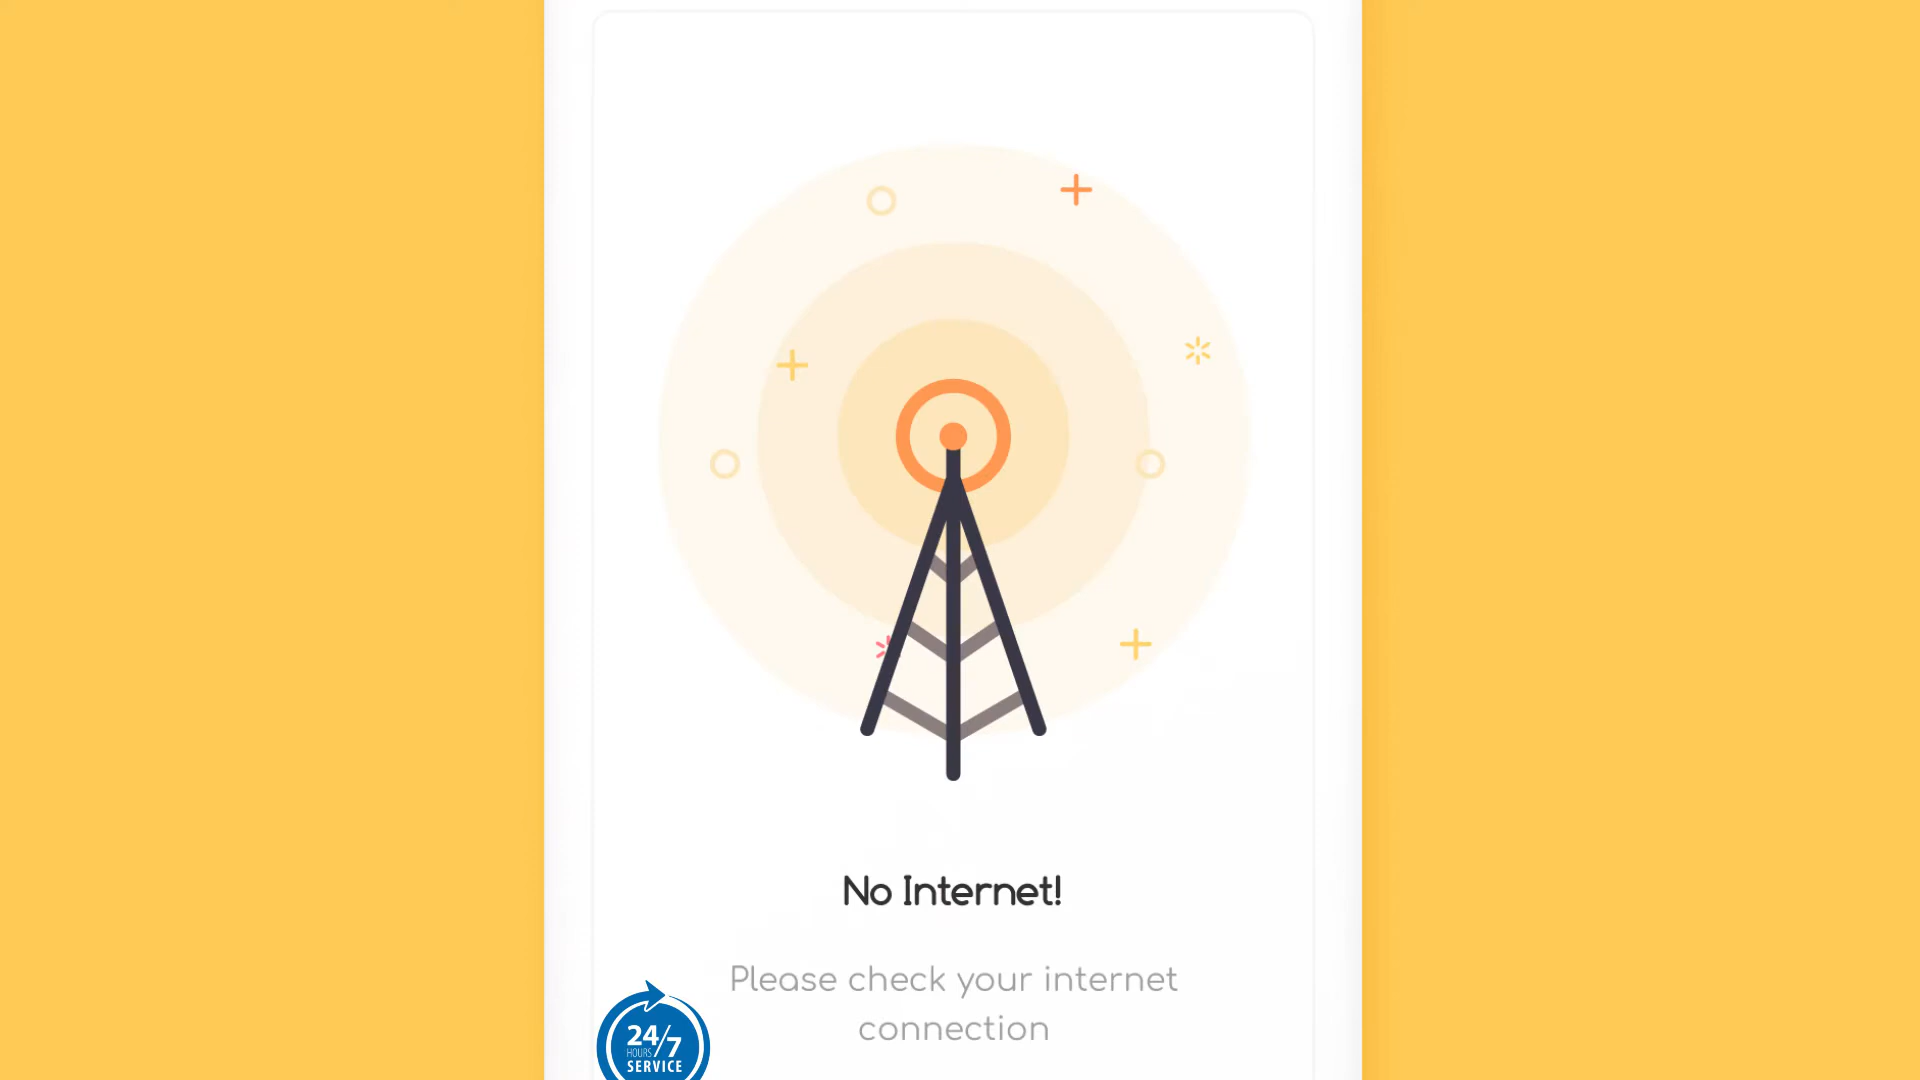 No Internet!
Please check your internet
connection
24/7
HOURS
SERVICE